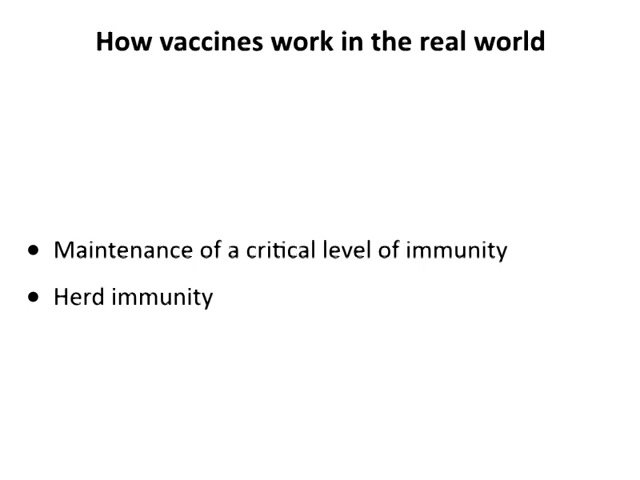 How vaccines work in the real world
• Maintenance of a critical level of immunity
• Herd immunity